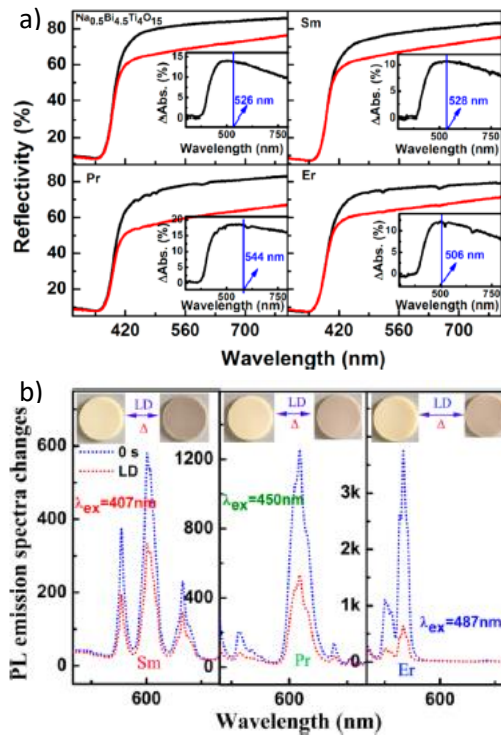 a)
Na0.5Bi4.5Ti4O15
Sm
80
60
40
20
15
10
5
0
ΔAbs. (%)
526 nm
500 750
Wavelength (nm)
10
5
0
ΔAbs. (%)
528 nm
500 750
Wavelength (nm)
Reflectivity (%)
Pr
Er
80
60
40
20
20
15
10
5
0
ΔAbs. (%)
544 nm
500 750
Wavelength (nm)
10
5
0
ΔAbs. (%)
506 nm
500 750
Wavelength (nm)
420 560 700 420 560 700
Wavelength (nm)
b)
LD
Δ
LD
Δ
LD
Δ
PL emission spectra changes
600
400
200
0
0 s
LD
λex=407nm
Sm
1200
800
400
0
λex=450nm
Pr
3k
2k
1k
0
λex=487nm
Er
600 600 600
Wavelength (nm)